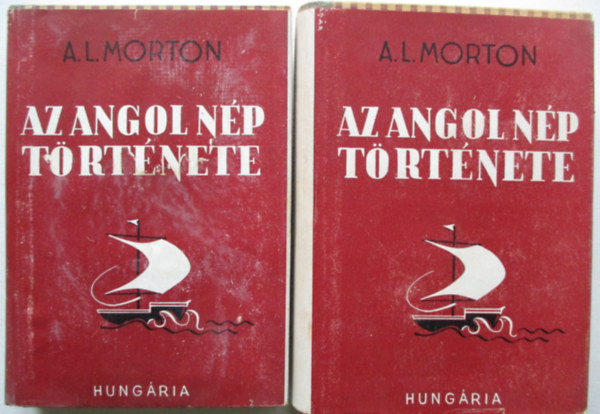 A.L.MORTON
AZ ANGOL NÉP
TÖRTÉNETE
HUNGÁRIA
A.L.MORTON
AZ ANGOL NÉP
TÖRTÉNETE
HUNGÁRIA